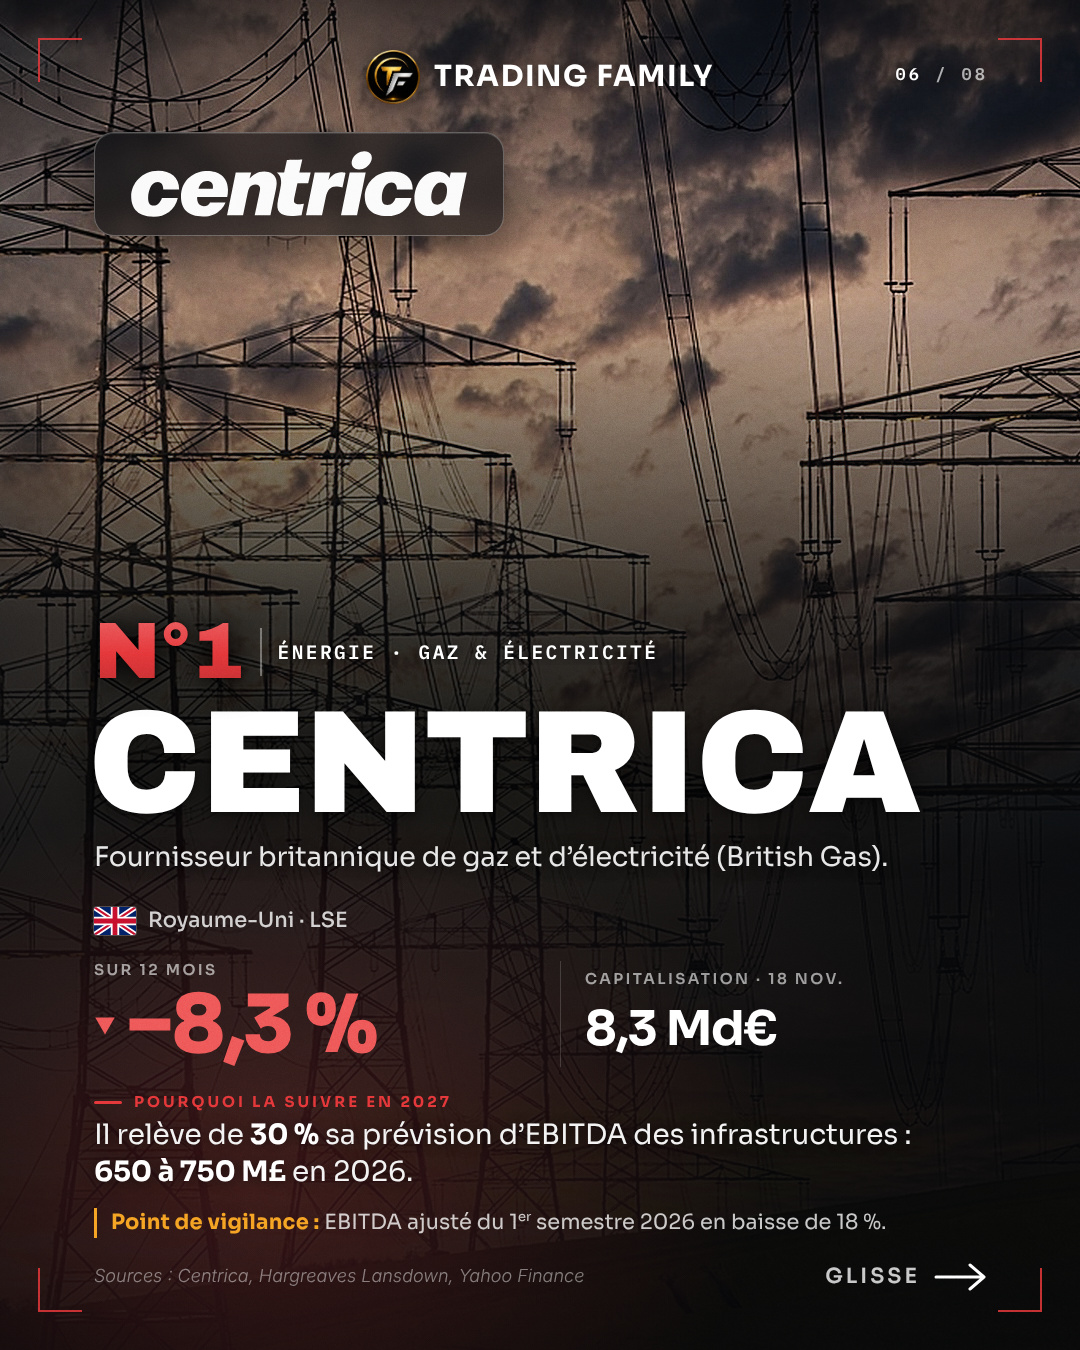 TF TRADING FAMILY
06 / 08
centrica
N°1 ÉNERGIE · GAZ & ÉLECTRICITÉ
CENTRICA
Fournisseur britannique de gaz et d’électricité (British Gas).
Royaume-Uni · LSE
SUR 12 MOIS
▼ −8,3 %
CAPITALISATION · 18 NOV.
8,3 Md€
POURQUOI LA SUIVRE EN 2027
Il relève de 30 % sa prévision d’EBITDA des infrastructures :
650 à 750 M£ en 2026.
Point de vigilance : EBITDA ajusté du 1er semestre 2026 en baisse de 18 %.
Sources : Centrica, Hargreaves Lansdown, Yahoo Finance
GLISSE →